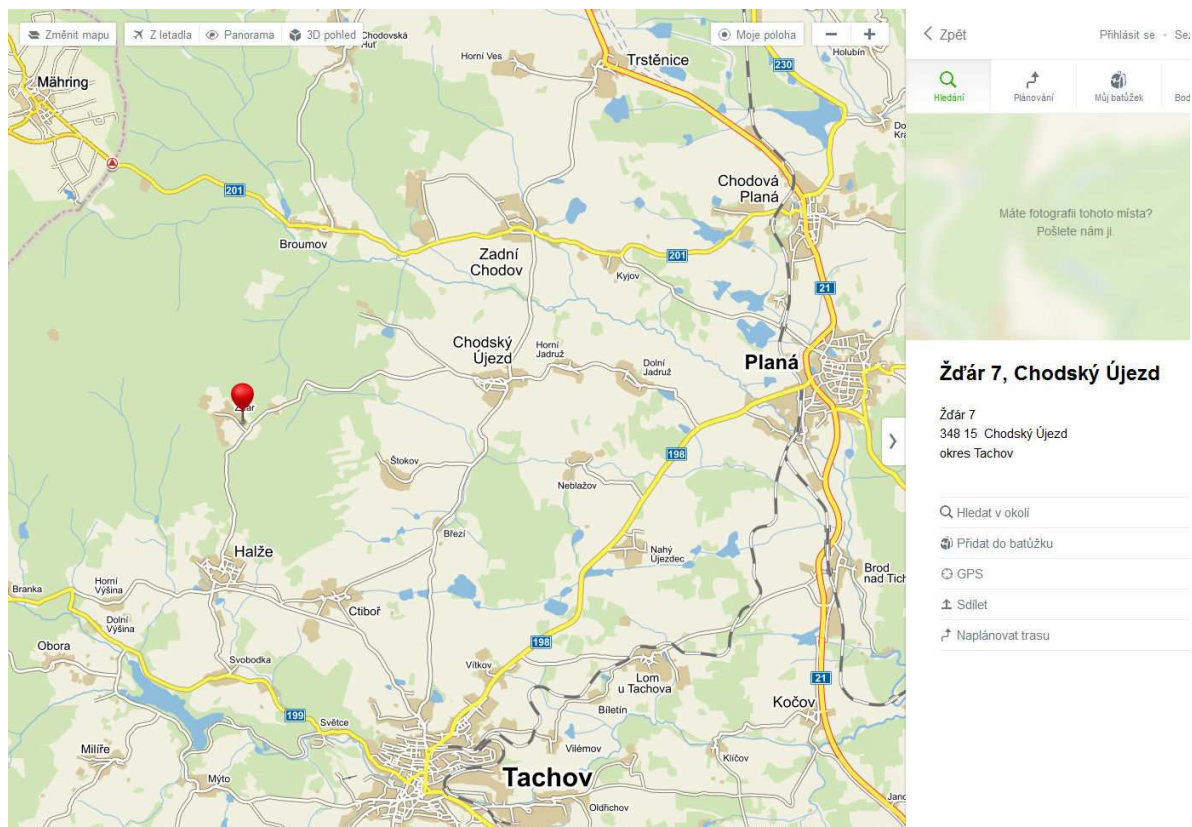 Změnit mapu
Z letadla
Panorama
3D pohled
Moje poloha
Chodovská
Huť
Horní Ves
Trstěnice
230
Holubín
Mähring
201
Chodová
Planá
Broumov
Zadní
Chodov
201
Kyjov
21
Chodský
Újezd
Horní
Jadruž
Dolní
Jadruž
Planá
198
Štokov
Neblažov
Březí
Nahý
Újezdec
Halže
Brod
nad Tich
Branka
Horní
Výšina
Ctiboř
Dolní
Výšina
Obora
198
Svobodka
Vítkov
Lom
u Tachova
21
Kočov
199
Světce
Biletín
Milíře
Vilémov
Klíčov
Mýto
Tachov
Oldřichov
Zpět
Přihlásit se
Hledání
Plánování
Můj batůžek
Máte fotografii tohoto místa?
Pošlete nám ji.
Žďár 7, Chodský Újezd
Žďár 7
348 15 Chodský Újezd
okres Tachov
Hledat v okolí
Přidat do batůžku
GPS
Sdílet
Naplánovat trasu